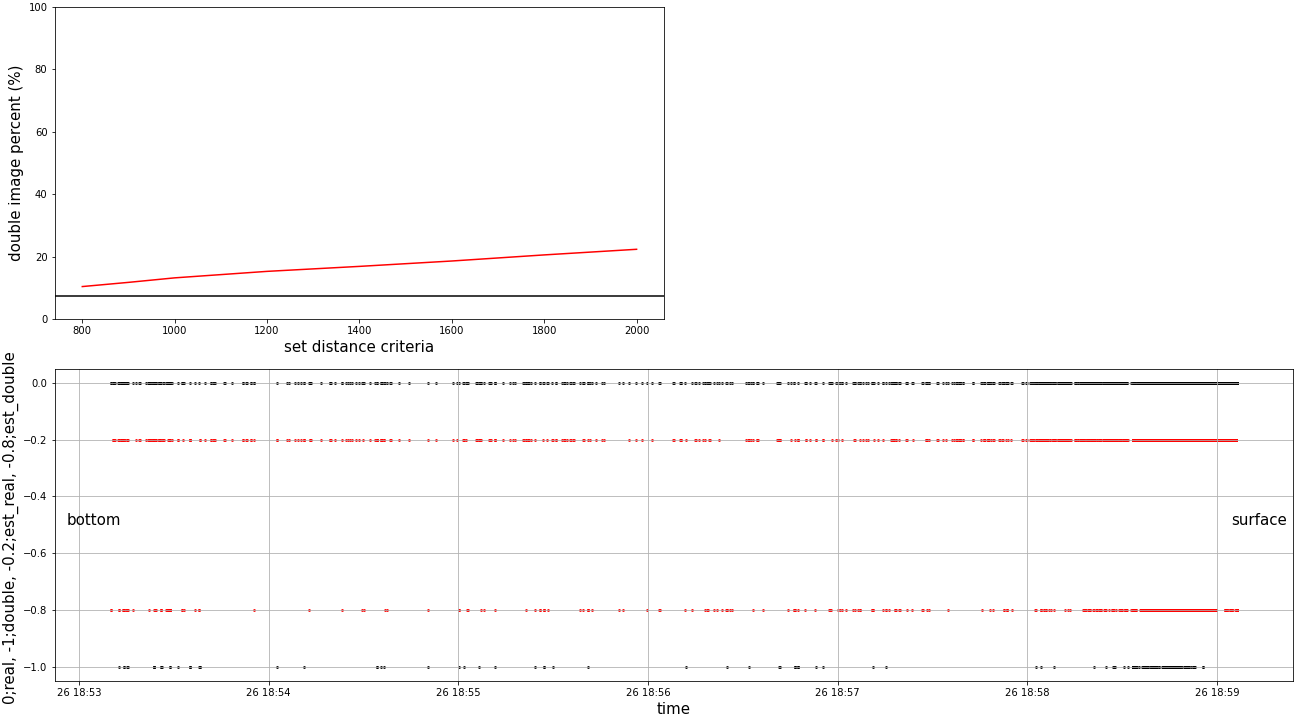 100
80
60
40
20
0
double image percent (%)
800 1000 1200 1400 1600 1800 2000
set distance criteria
0.0
−0.2
−0.4
−0.6
−0.8
−1.0
0;real, -1;double, -0.2;est_real, -0.8;est_double
bottom
surface
26 18:53 26 18:54 26 18:55 26 18:56 26 18:57 26 18:58 26 18:59
time